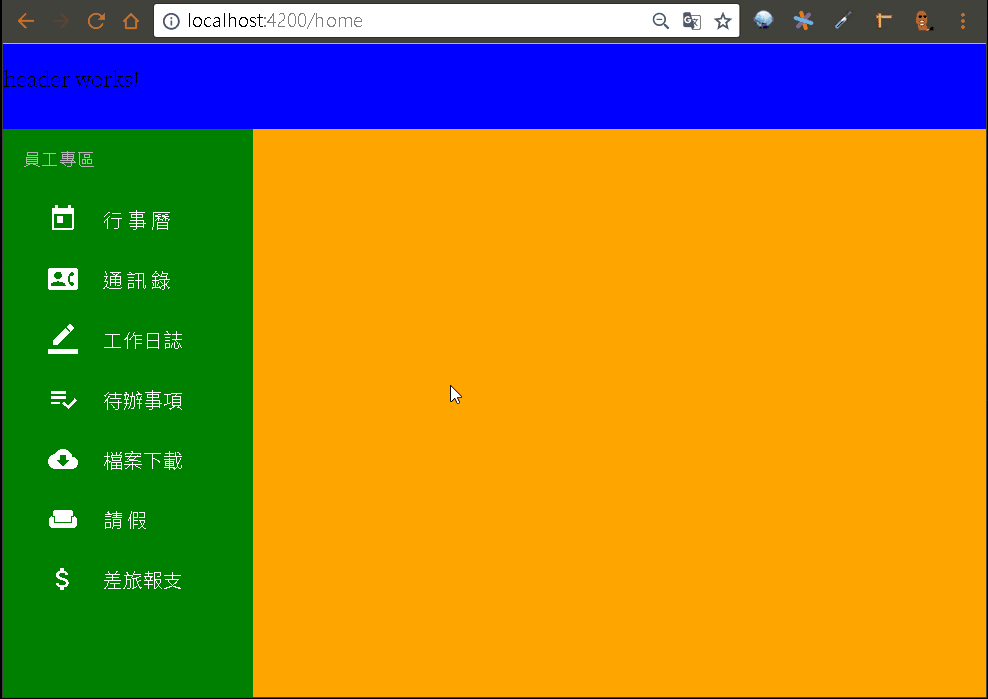 localhost:4200/home
header works!
員工專區
行事曆
通訊錄
工作日誌
待辦事項
檔案下載
請假
差旅報支